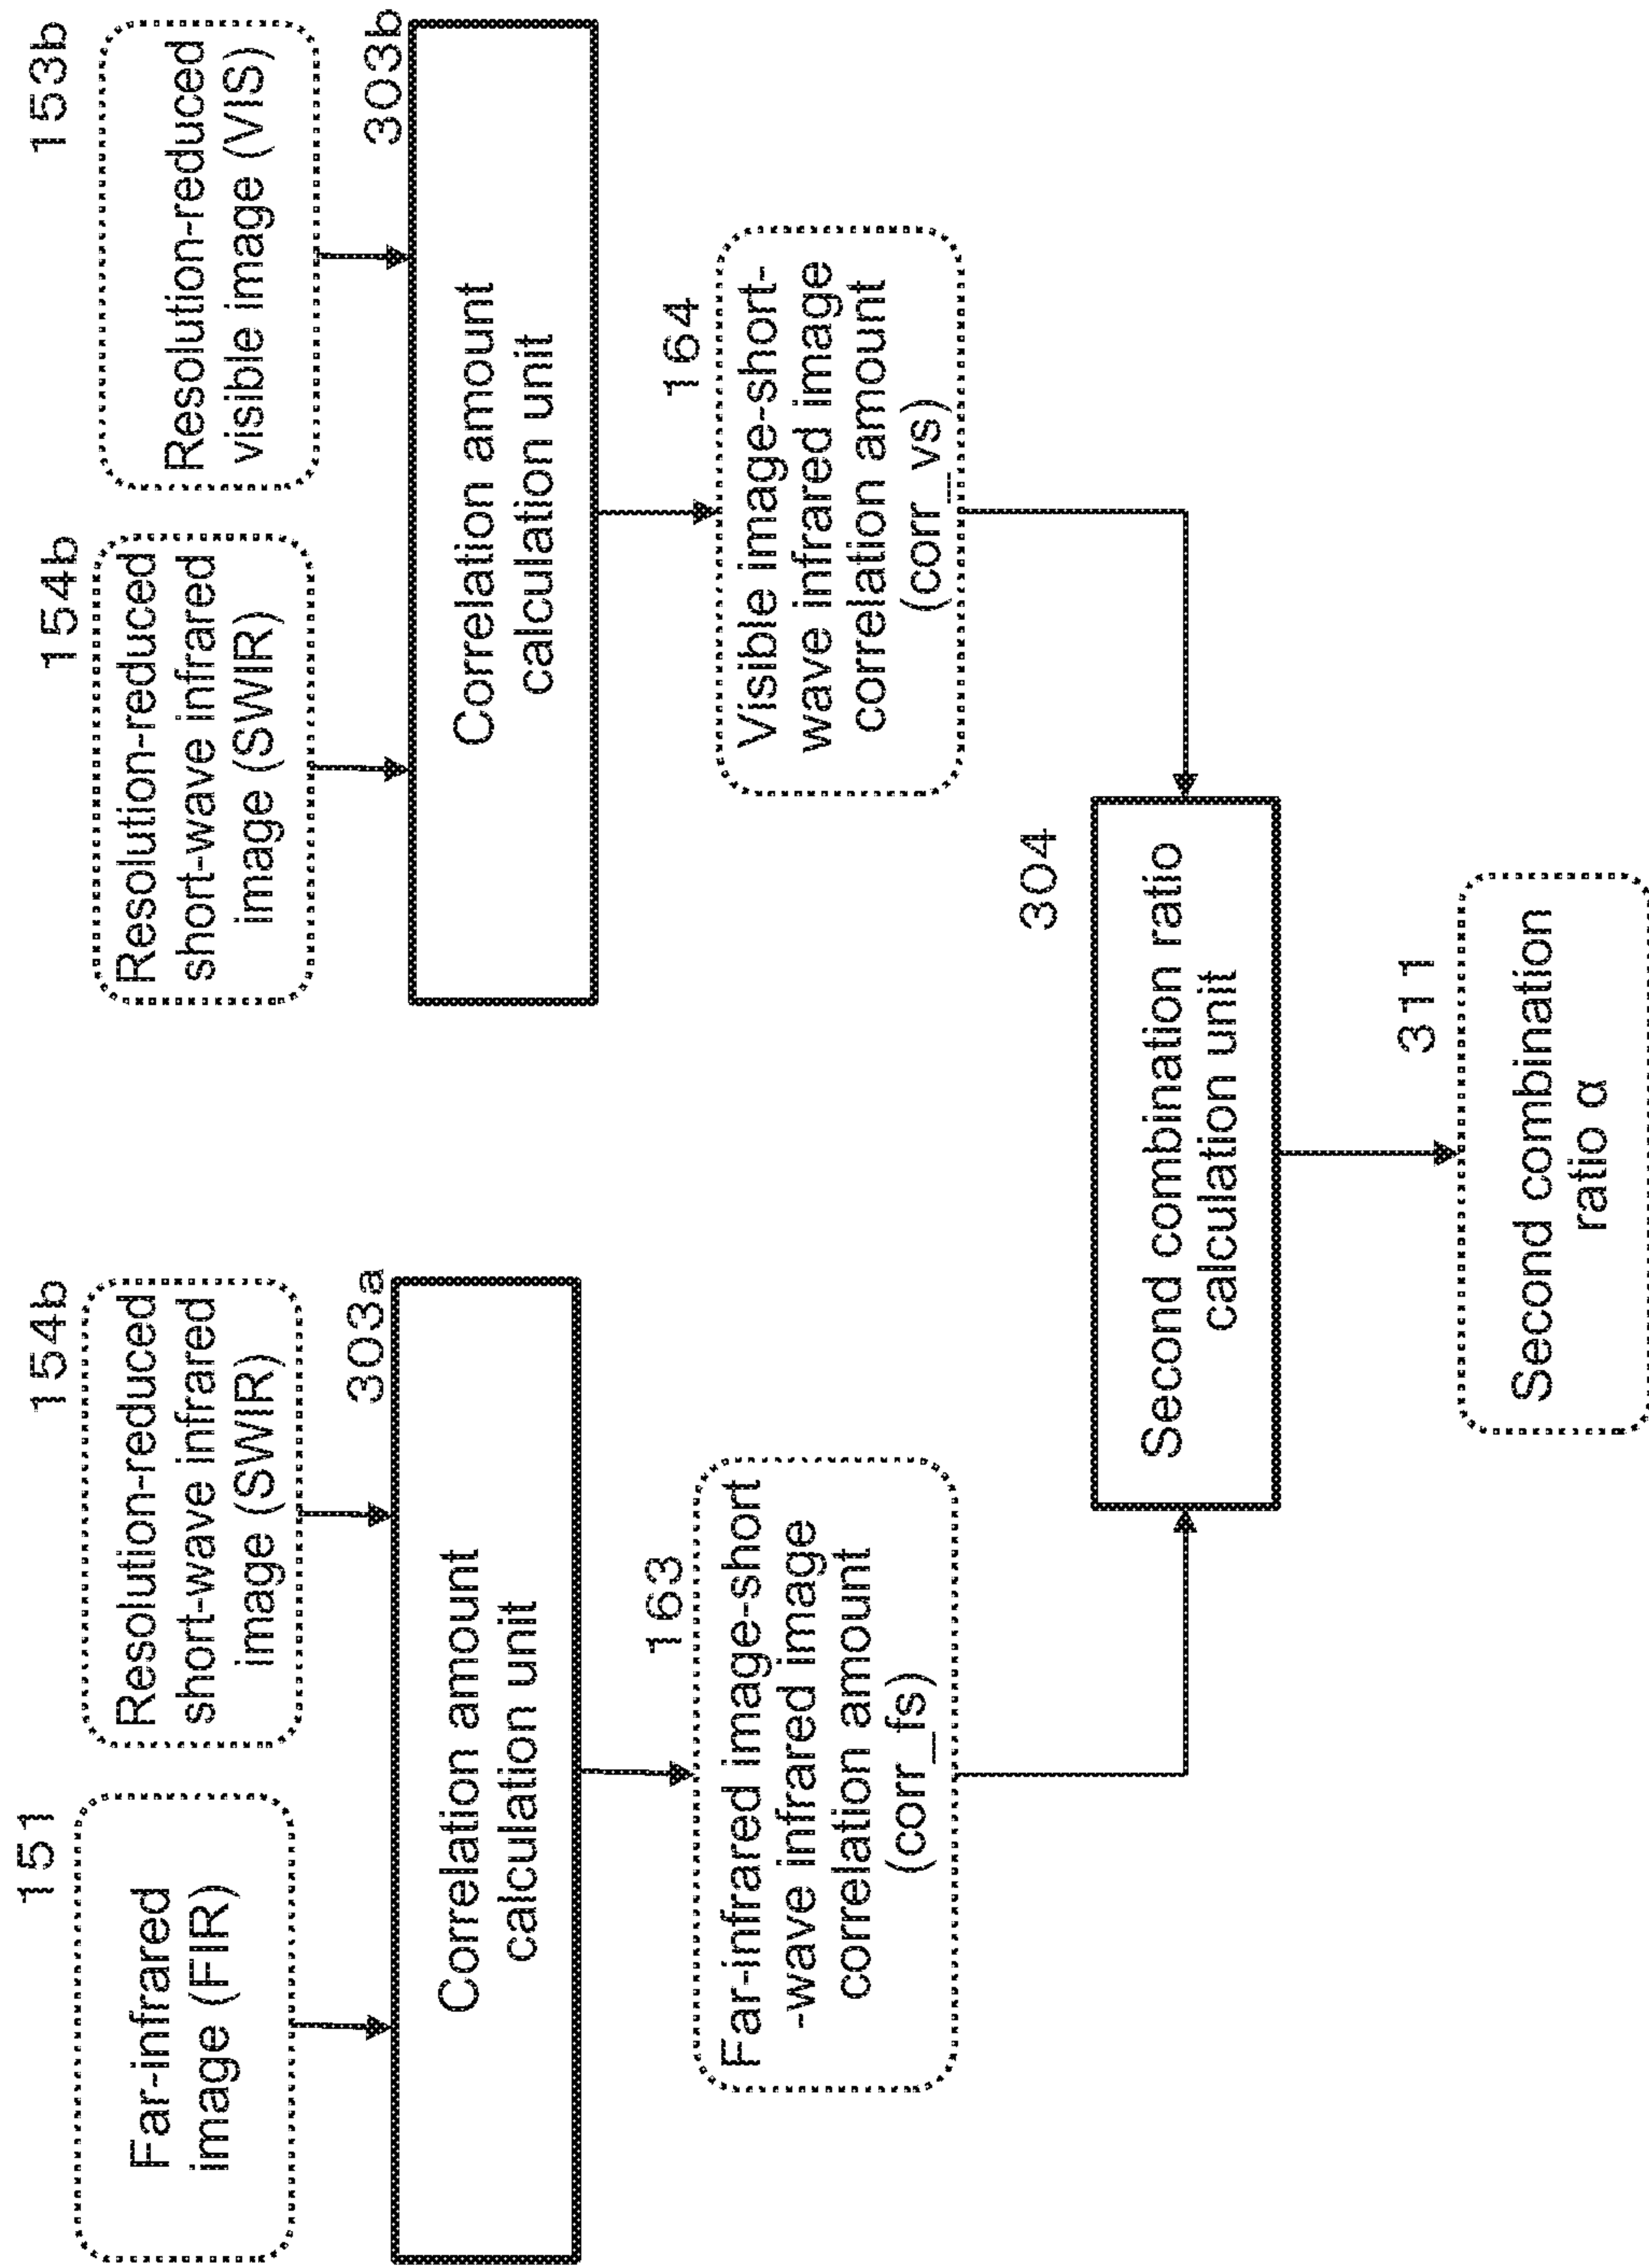 151
Far-infrared
image (FIR)
154b
Resolution-reduced
short-wave infrared
image (SWIR)
303a
Correlation amount
calculation unit
163
Far-infrared image-short
-wave infrared image
correlation amount
(corr_fs)
154b
Resolution-reduced
short-wave infrared
image (SWIR)
153b
Resolution-reduced
visible image (VIS)
303b
Correlation amount
calculation unit
164
Visible image-short-
wave infrared image
correlation amount
(corr_vs)
304
Second combination ratio
calculation unit
311
Second combination
ratio α